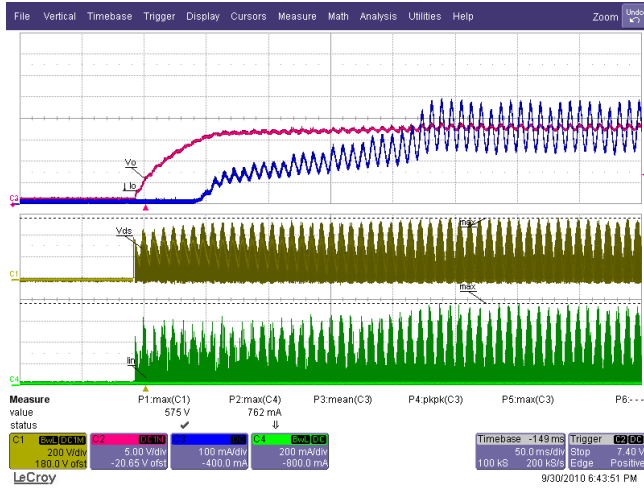 File Vertical Timebase Trigger Display Cursors Measure Math Analysis Utilities Help Zoom Undo
C3
Vo
Io
Vds
max
C1
max
Iin
C4
Measure P1:max(C1) P2:max(C4) P3:mean(C3) P4:pkpk(C3) P5:max(C3) P6:---
value 575 V 762 mA
status
C1 BwL DC1M C2 DC1M C3 DC C4 BwL DC Timebase -149 ms Trigger C2 DC
200 V/div 5.00 V/div 100 mA/div 200 mA/div 50.0 ms/div Stop 7.40 V
180.0 V ofst -20.65 V ofst -400.0 mA -800.0 mA 100 kS 200 kS/s Edge Positive
LeCroy 9/30/2010 6:43:51 PM